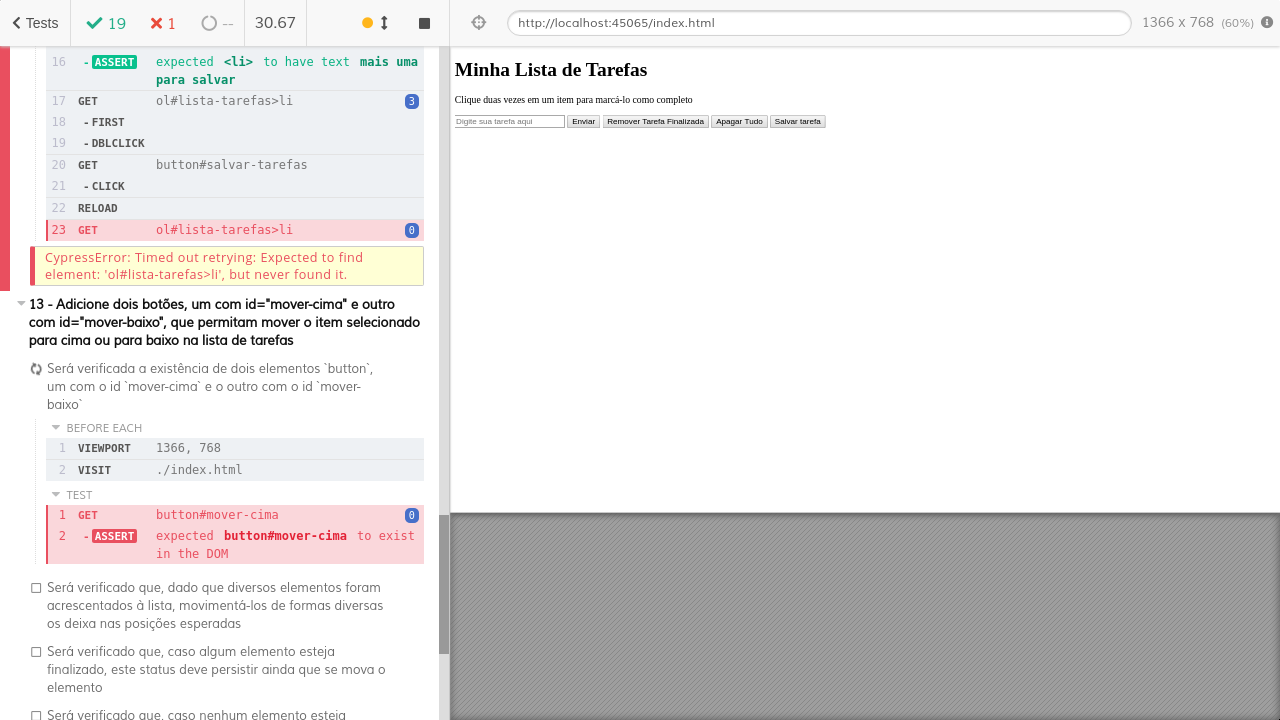 Tests 19 1 -- 30.67
http://localhost:45065/index.html 1366 x 768 (60%)
16 - ASSERT expected <li> to have text mais uma
para salvar
17 GET ol#lista-tarefas>li 3
18 - FIRST
19 - DBLCLICK
20 GET button#salvar-tarefas
21 - CLICK
22 RELOAD
23 GET ol#lista-tarefas>li 0
CypressError: Timed out retrying: Expected to find
element: 'ol#lista-tarefas>li', but never found it.
13 - Adicione dois botões, um com id="mover-cima" e outro
com id="mover-baixo", que permitam mover o item selecionado
para cima ou para baixo na lista de tarefas
Será verificada a existência de dois elementos `button`,
um com o id `mover-cima` e o outro com o id `mover-
baixo`
BEFORE EACH
1 VIEWPORT 1366, 768
2 VISIT ./index.html
TEST
1 GET button#mover-cima 0
2 - ASSERT expected button#mover-cima to exist
in the DOM
Será verificado que, dado que diversos elementos foram
acrescentados à lista, movimentá-los de formas diversas
os deixa nas posições esperadas
Será verificado que, caso algum elemento esteja
finalizado, este status deve persistir ainda que se mova o
elemento
Será verificado que, caso nenhum elemento esteja
Minha Lista de Tarefas
Clique duas vezes em um item para marcá-lo como completo
Digite sua tarefa aqui Enviar Remover Tarefa Finalizada Apagar Tudo Salvar tarefa